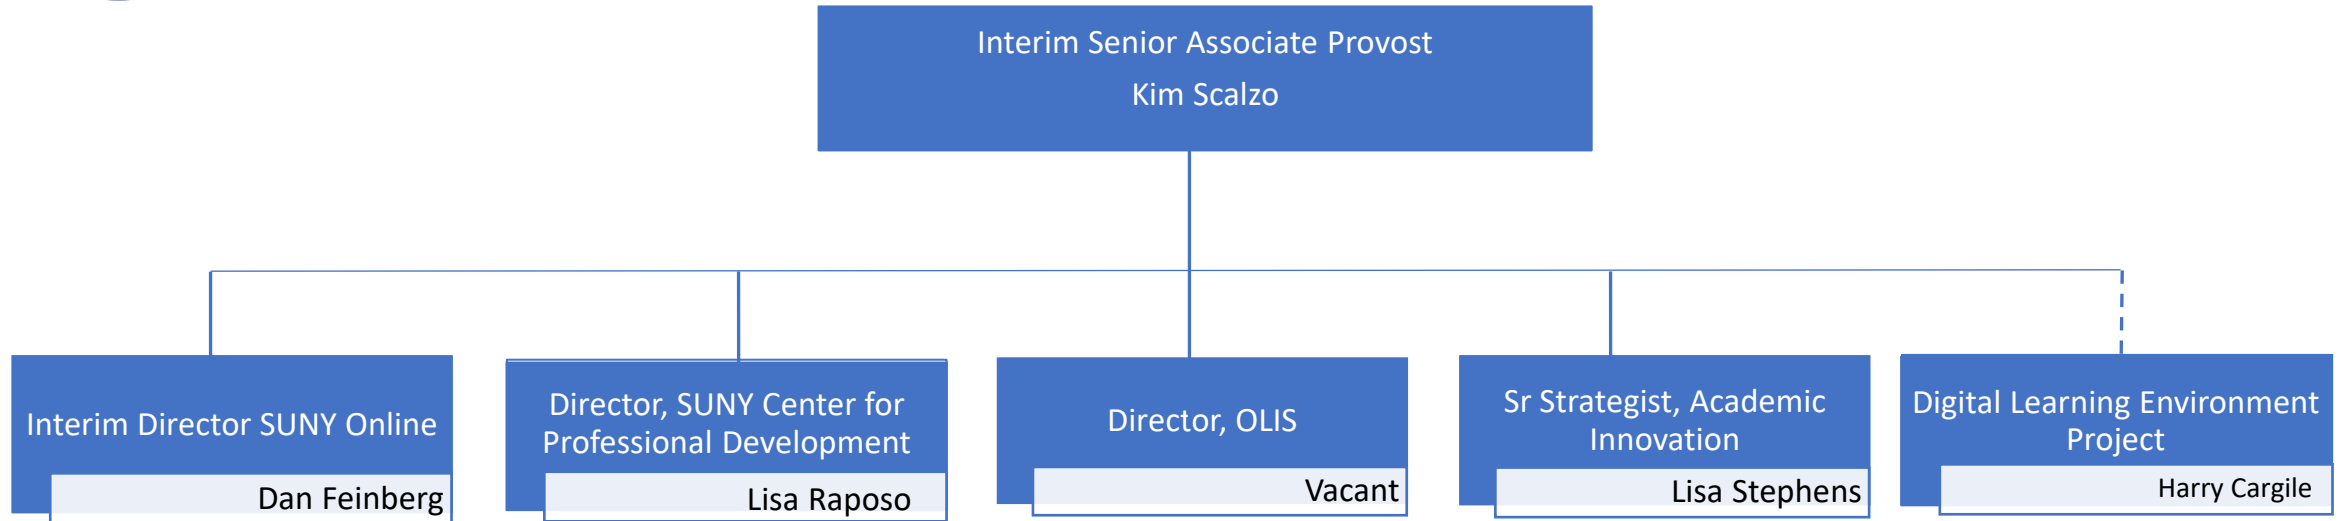 Interim Senior Associate Provost
Kim Scalzo
Interim Director SUNY Online
Dan Feinberg
Director, SUNY Center for
Professional Development
Lisa Raposo
Director, OLIS
Vacant
Sr Strategist, Academic
Innovation
Lisa Stephens
Digital Learning Environment
Project
Harry Cargile